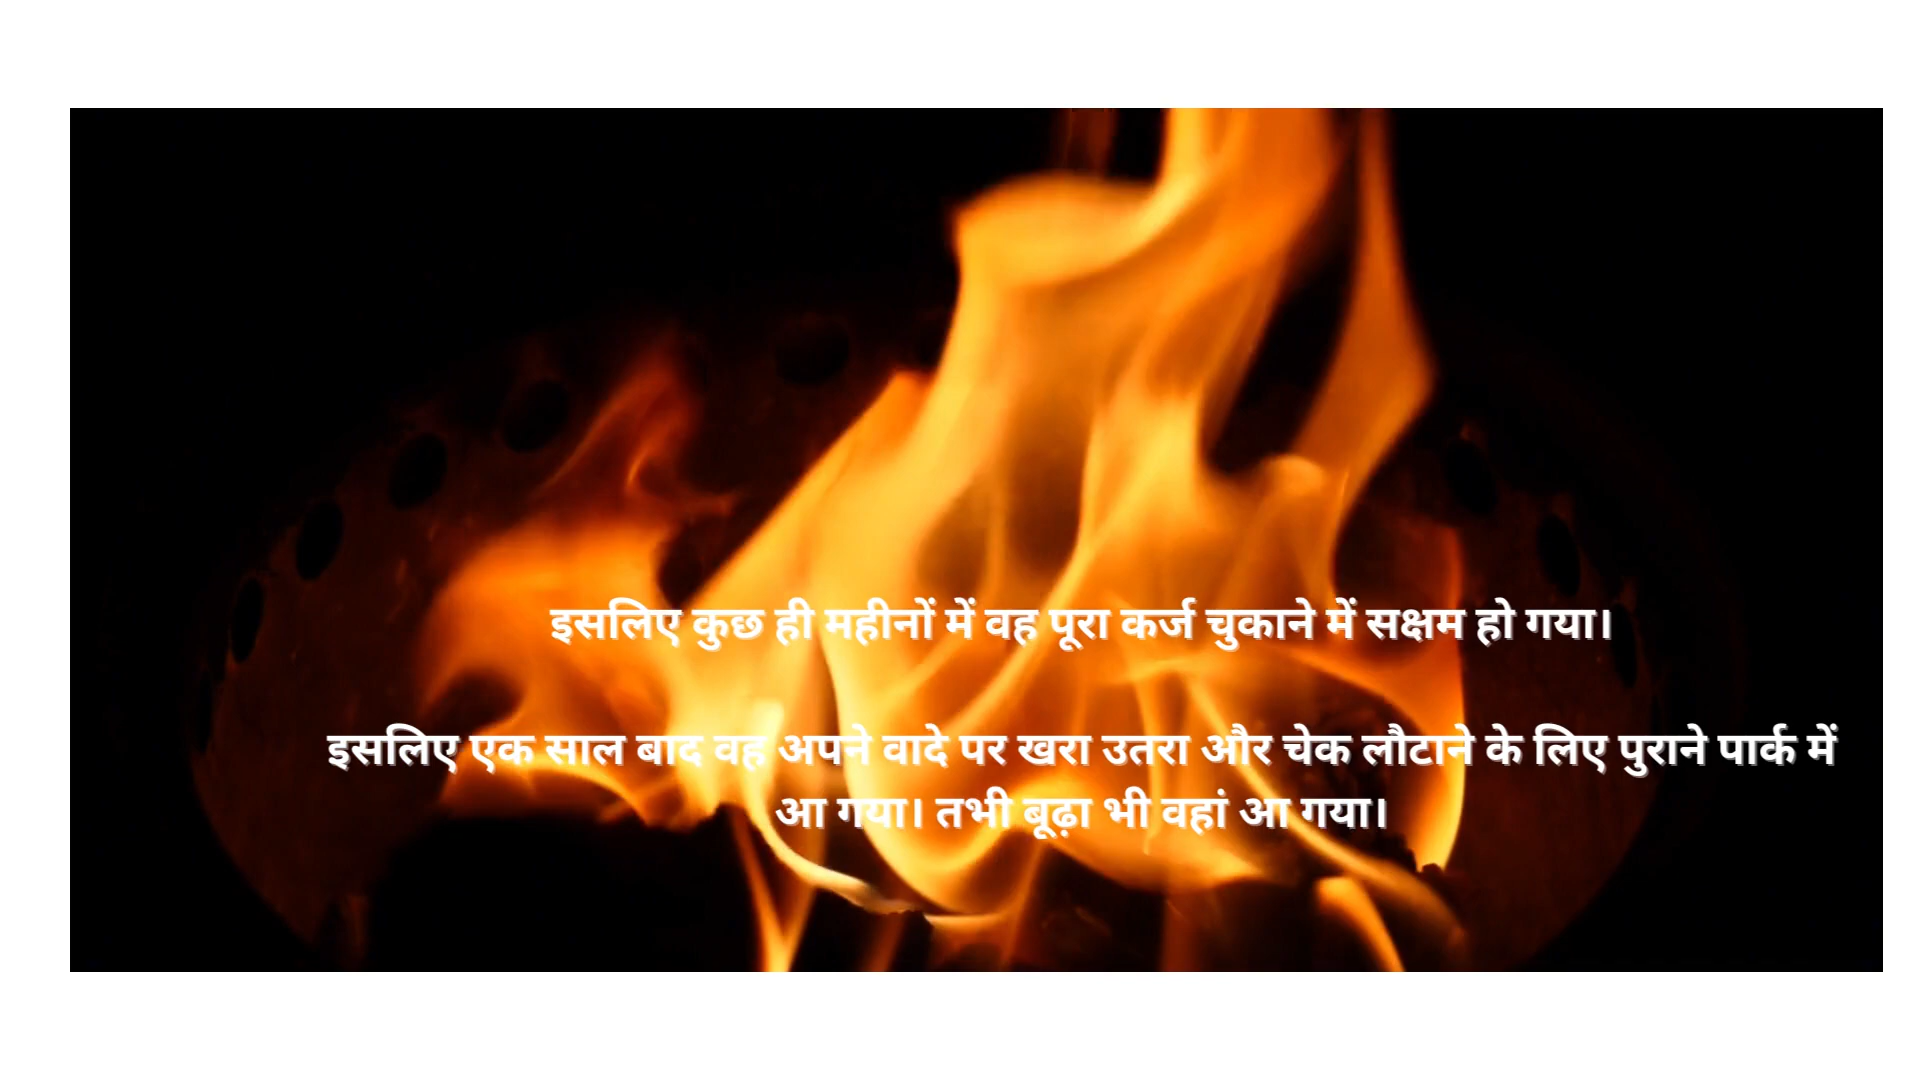 इसलिए कुछ ही महीनों में वह पूरा कर्ज चुकाने में सक्षम हो गया।
इसलिए एक साल बाद वह अपने वादे पर खरा उतरा और चेक लौटाने के लिए पुराने पार्क में
आ गया। तभी बूढ़ा भी वहां आ गया।